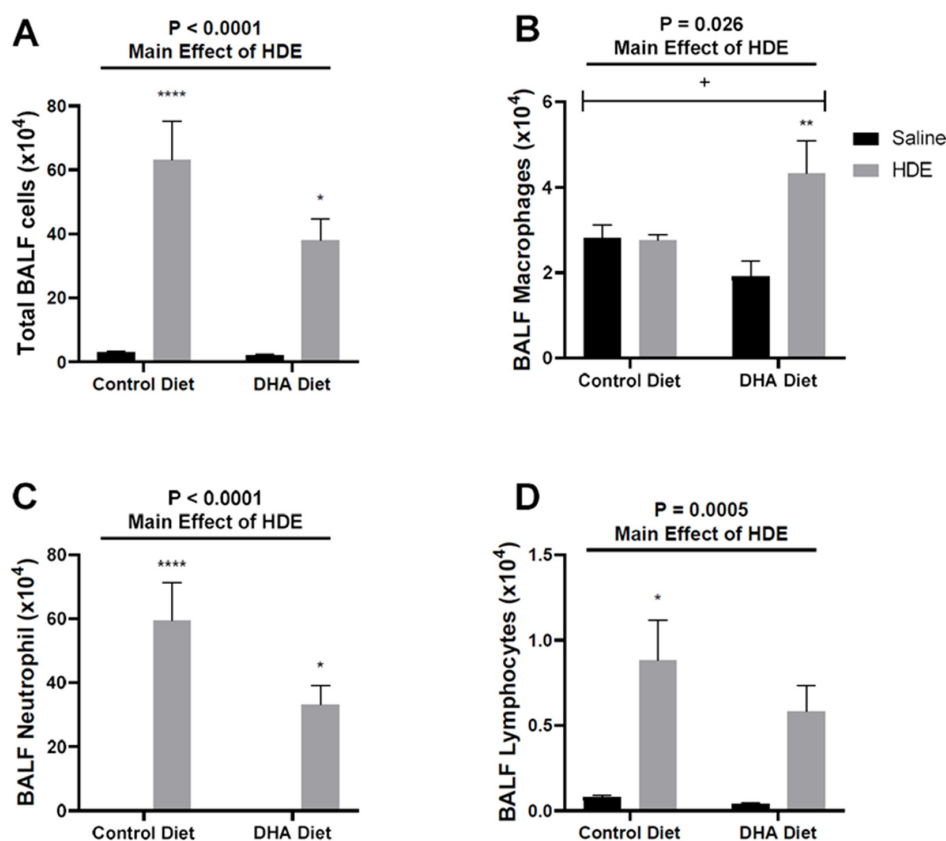 A
P < 0.0001
Main Effect of HDE
****
*
80
60
40
20
0
Total BALF cells (x10⁴)
Control Diet
DHA Diet
B
P = 0.026
Main Effect of HDE
+
**
6
4
2
0
BALF Macrophages (x10⁴)
Control Diet
DHA Diet
Saline
HDE
C
P < 0.0001
Main Effect of HDE
****
*
80
60
40
20
0
BALF Neutrophil (x10⁴)
Control Diet
DHA Diet
D
P = 0.0005
Main Effect of HDE
*
1.5
1.0
0.5
0.0
BALF Lymphocytes (x10⁴)
Control Diet
DHA Diet